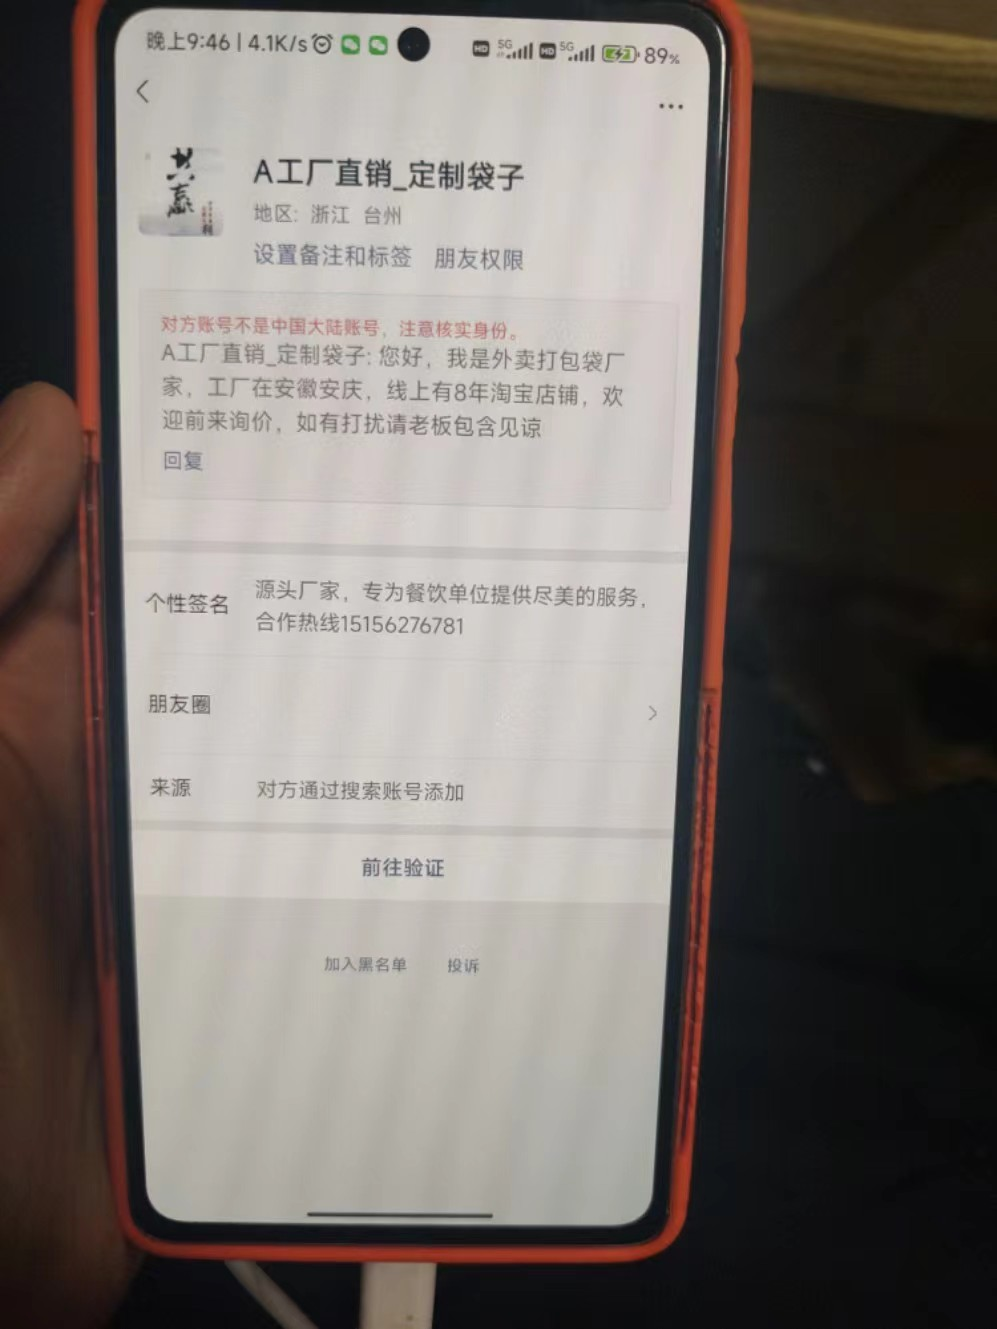 晚上9:46 | 4.1K/s
HD 5G HD 5G 89%
A工厂直销_定制袋子
共赢
地区: 浙江 台州
设置备注和标签 朋友权限
对方账号不是中国大陆账号，注意核实身份。
A工厂直销_定制袋子: 您好，我是外卖打包袋厂
家，工厂在安徽安庆，线上有8年淘宝店铺，欢
迎前来询价，如有打扰请老板包含见谅
回复
个性签名 源头厂家，专为餐饮单位提供尽美的服务，
合作热线15156276781
朋友圈
来源 对方通过搜索账号添加
前往验证
加入黑名单 投诉